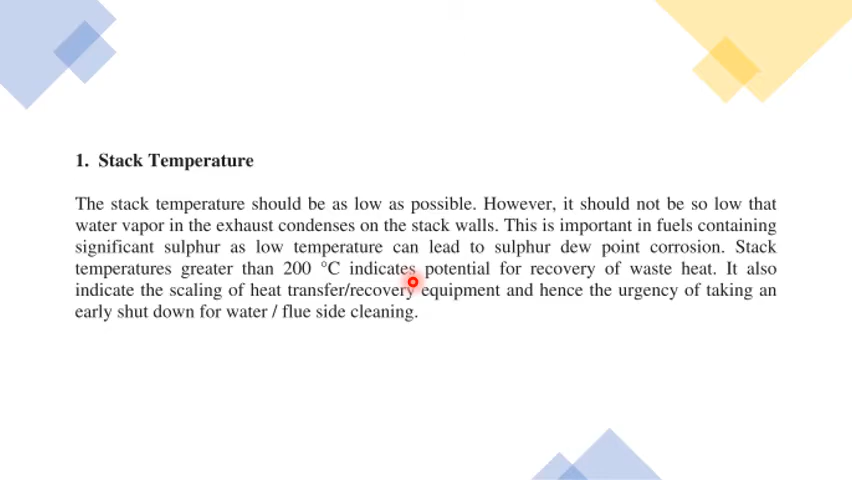 1. Stack Temperature
The stack temperature should be as low as possible. However, it should not be so low that
water vapor in the exhaust condenses on the stack walls. This is important in fuels containing
significant sulphur as low temperature can lead to sulphur dew point corrosion. Stack
temperatures greater than 200 °C indicates potential for recovery of waste heat. It also
indicate the scaling of heat transfer/recovery equipment and hence the urgency of taking an
early shut down for water / flue side cleaning.